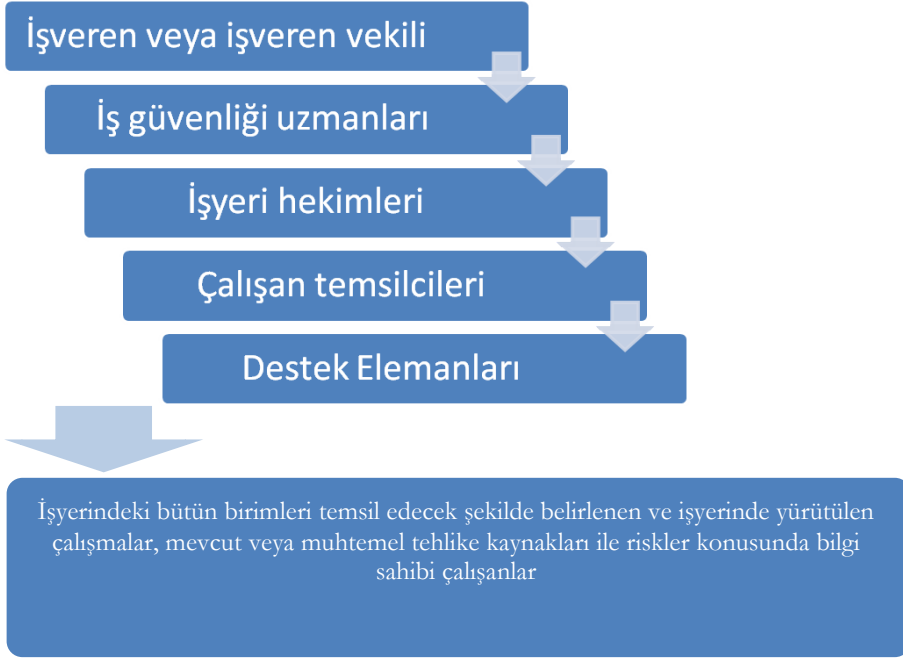 İşveren veya işveren vekili
İş güvenliği uzmanları
İşyeri hekimleri
Çalışan temsilcileri
Destek Elemanları
İşyerindeki bütün birimleri temsil edecek şekilde belirlenen ve işyerinde yürütülen
çalışmalar, mevcut veya muhtemel tehlike kaynakları ile riskler konusunda bilgi
sahibi çalışanlar